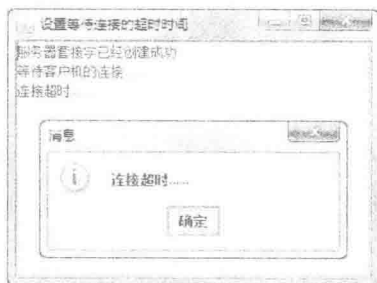 设置等待连接的超时时间
服务器套接字已经创建成功
等待客户机的连接
连接超时
消息
i
连接超时......
确定